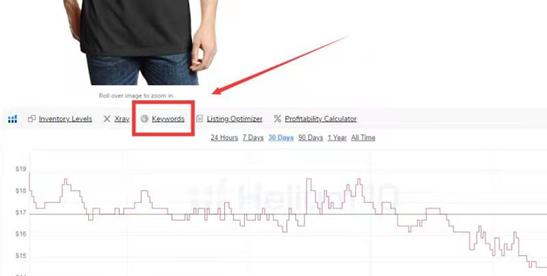 Roll over image to zoom in
Inventory Levels Xray Keywords Listing Optimizer Profitability Calculator
24 Hours 7 Days 30 Days 90 Days 1 Year All Time
Helium 10
$19
$18
$17
$16
$15